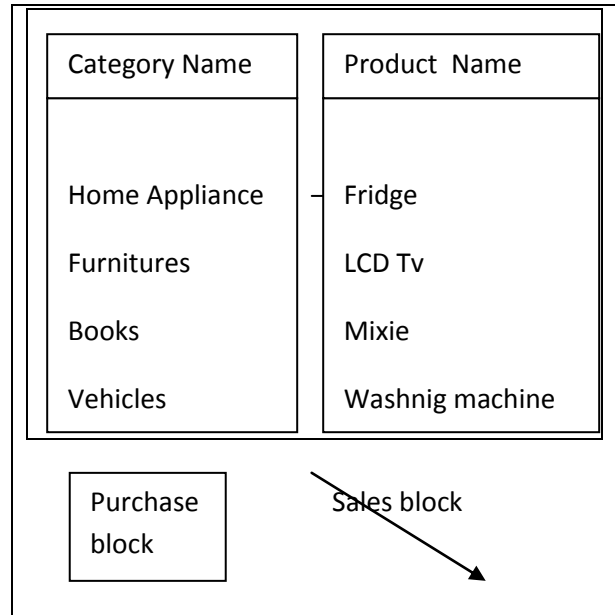 Category Name
Product Name
Home Appliance
Fridge
Furnitures
LCD Tv
Books
Mixie
Vehicles
Washnig machine
Purchase
block
Sales block